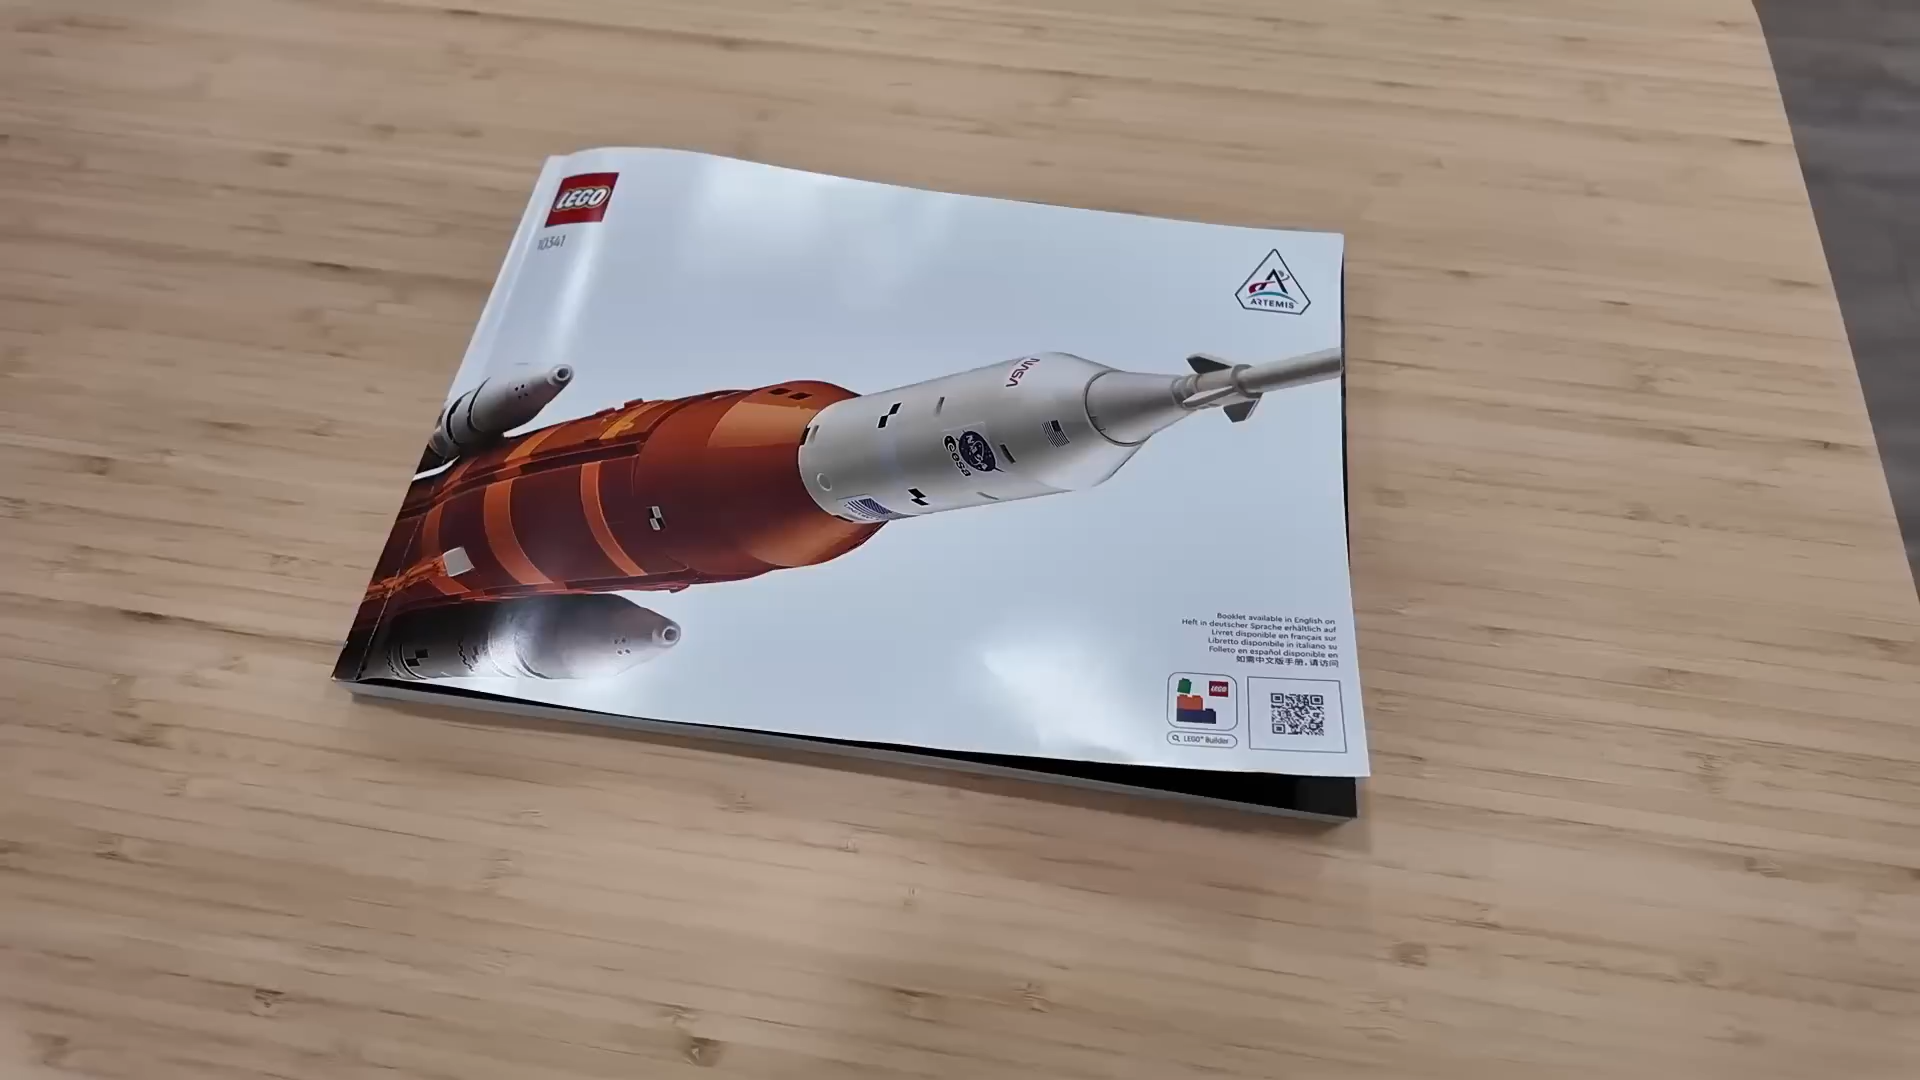 LEGO
10341
ARTEMIS
NASA
NASA
esa
Booklet available in English on
Heft in deutscher Sprache erhältlich auf
Livret disponible en français sur
Libretto disponibile in italiano su
Folleto en español disponible en
如需中文版手册，请访问
LEGO
LEGO® Builder